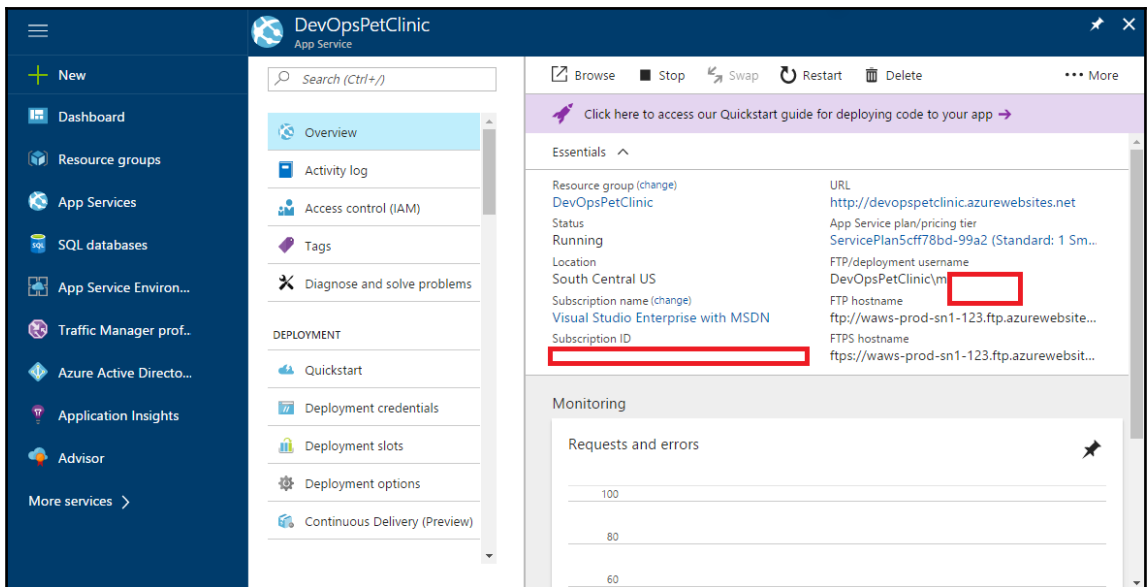 DevOpsPetClinic
App Service
New
Dashboard
Resource groups
App Services
SQL databases
App Service Environ...
Traffic Manager prof..
Azure Active Directo...
Application Insights
Advisor
More services
Search (Ctrl+/)
Overview
Activity log
Access control (IAM)
Tags
Diagnose and solve problems
DEPLOYMENT
Quickstart
Deployment credentials
Deployment slots
Deployment options
Continuous Delivery (Preview)
Browse Stop Swap Restart Delete ••• More
Click here to access our Quickstart guide for deploying code to your app →
Essentials
Resource group (change)
DevOpsPetClinic
Status
Running
Location
South Central US
Subscription name (change)
Visual Studio Enterprise with MSDN
Subscription ID
URL
http://devopspetclinic.azurewebsites.net
App Service plan/pricing tier
ServicePlan5cff78bd-99a2 (Standard: 1 Sm...
FTP/deployment username
DevOpsPetClinic\m
FTP hostname
ftp://waws-prod-sn1-123.ftp.azurewebsite...
FTPS hostname
ftps://waws-prod-sn1-123.ftp.azurewebsit...
Monitoring
Requests and errors
100
80
60